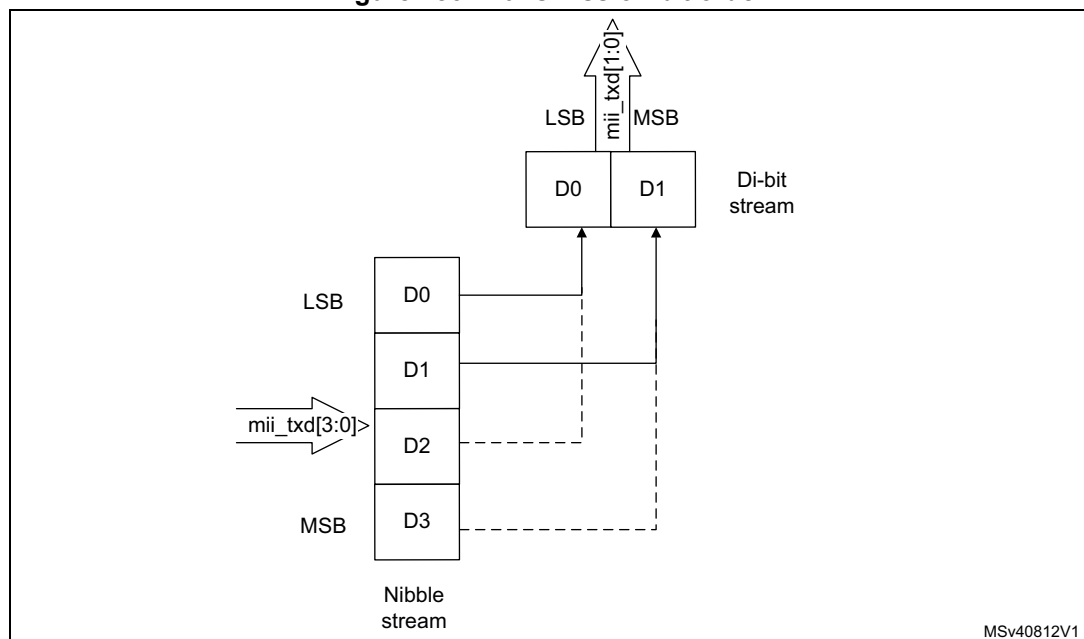 mii_txd[1:0]>
LSB
MSB
D0
D1
Di-bit
stream
LSB
D0
D1
mii_txd[3:0]>
D2
MSB
D3
Nibble
stream
MSv40812V1